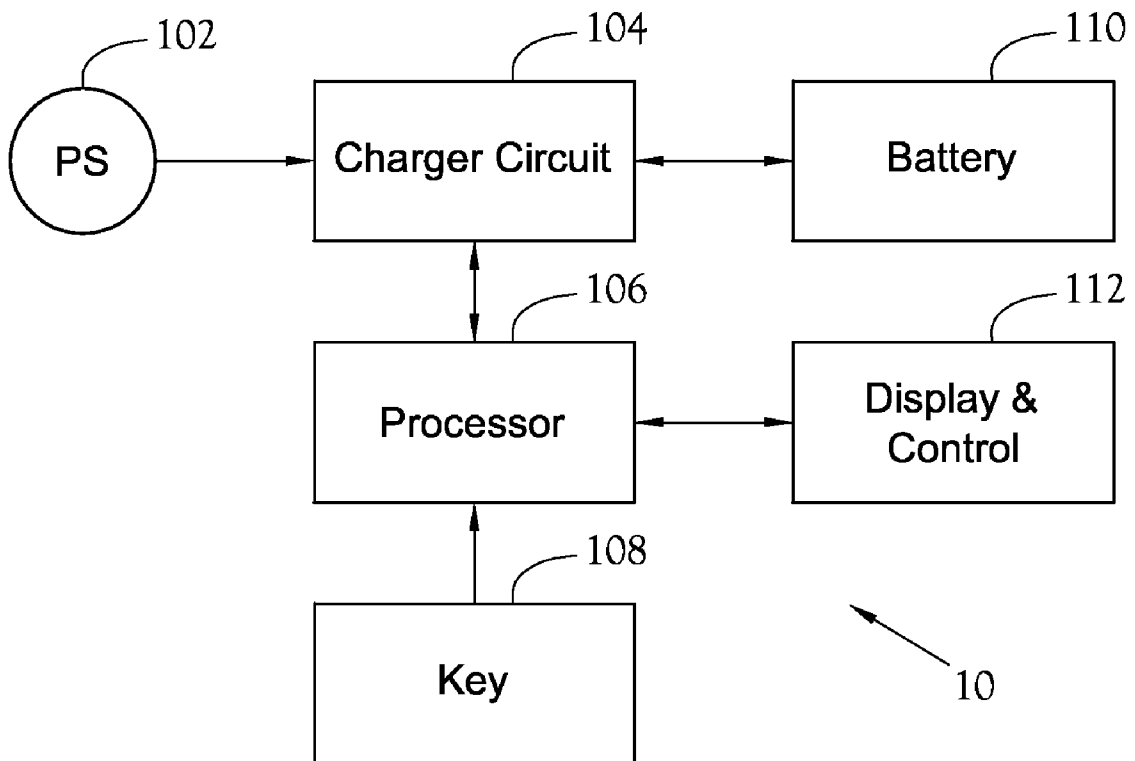 102
104
110
PS
Charger Circuit
Battery
106
112
Processor
Display &
Control
108
Key
10